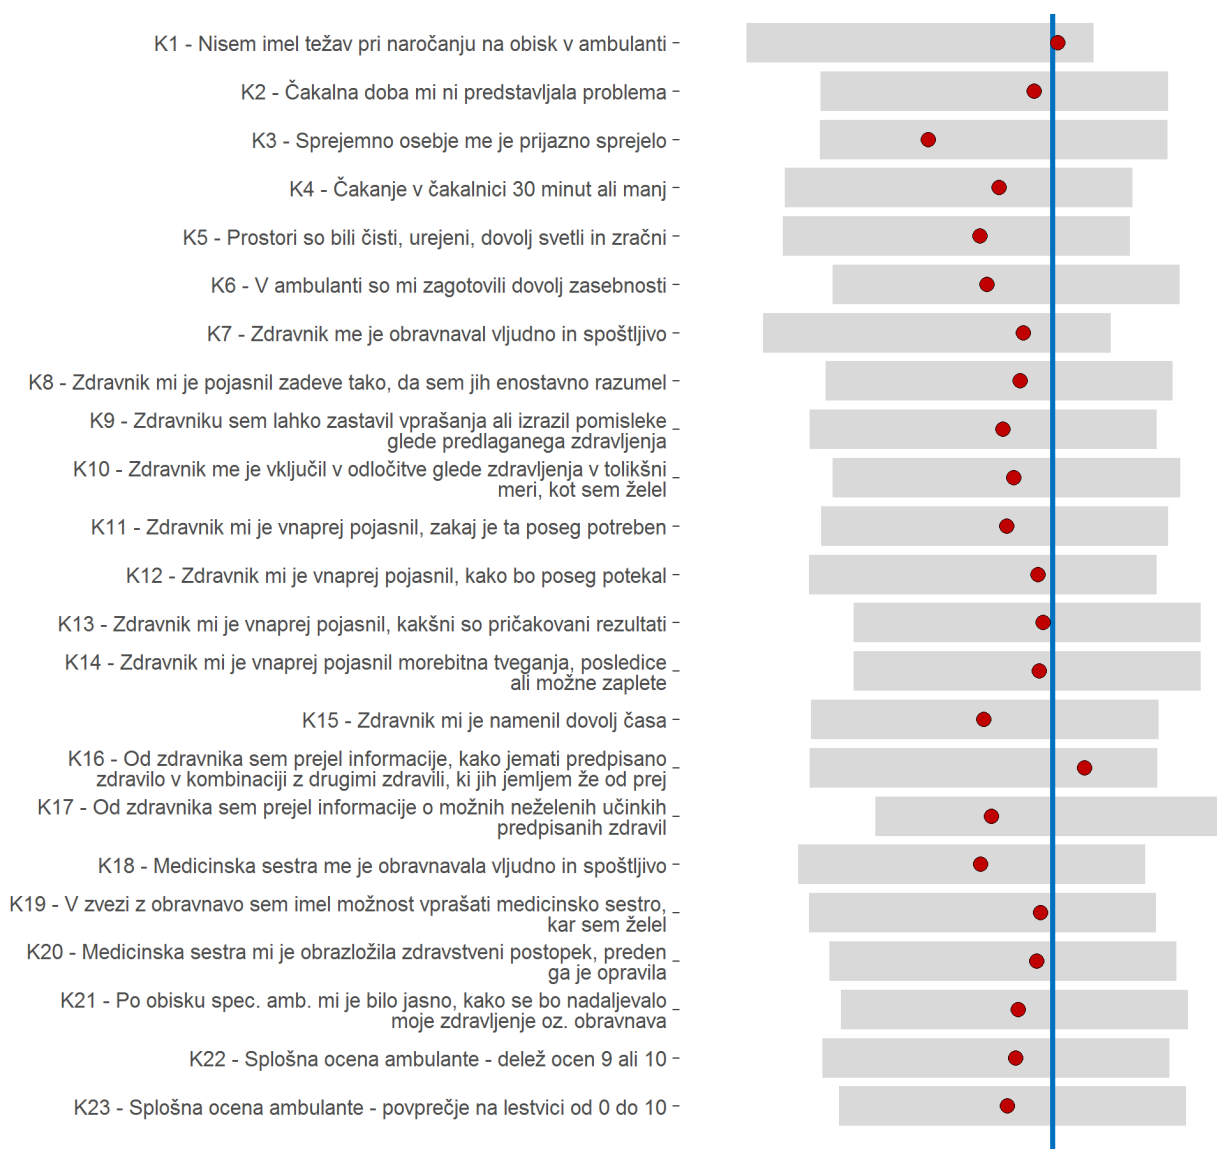 K1 - Nisem imel težav pri naročanju na obisk v ambulanti
K2 - Čakalna doba mi ni predstavljala problema
K3 - Sprejemno osebje me je prijazno sprejelo
K4 - Čakanje v čakalnici 30 minut ali manj
K5 - Prostori so bili čisti, urejeni, dovolj svetli in zračni
K6 - V ambulanti so mi zagotovili dovolj zasebnosti
K7 - Zdravnik me je obravnaval vljudno in spoštljivo
K8 - Zdravnik mi je pojasnil zadeve tako, da sem jih enostavno razumel
K9 - Zdravniku sem lahko zastavil vprašanja ali izrazil pomisleke
glede predlaganega zdravljenja
K10 - Zdravnik me je vključil v odločitve glede zdravljenja v tolikšni
meri, kot sem želel
K11 - Zdravnik mi je vnaprej pojasnil, zakaj je ta poseg potreben
K12 - Zdravnik mi je vnaprej pojasnil, kako bo poseg potekal
K13 - Zdravnik mi je vnaprej pojasnil, kakšni so pričakovani rezultati
K14 - Zdravnik mi je vnaprej pojasnil morebitna tveganja, posledice
ali možne zaplete
K15 - Zdravnik mi je namenil dovolj časa
K16 - Od zdravnika sem prejel informacije, kako jemati predpisano
zdravilo v kombinaciji z drugimi zdravili, ki jih jemljem že od prej
K17 - Od zdravnika sem prejel informacije o možnih neželenih učinkih
predpisanih zdravil
K18 - Medicinska sestra me je obravnavala vljudno in spoštljivo
K19 - V zvezi z obravnavo sem imel možnost vprašati medicinsko sestro,
kar sem želel
K20 - Medicinska sestra mi je obrazložila zdravstveni postopek, preden
ga je opravila
K21 - Po obisku spec. amb. mi je bilo jasno, kako se bo nadaljevalo
moje zdravljenje oz. obravnava
K22 - Splošna ocena ambulante - delež ocen 9 ali 10
K23 - Splošna ocena ambulante - povprečje na lestvici od 0 do 10